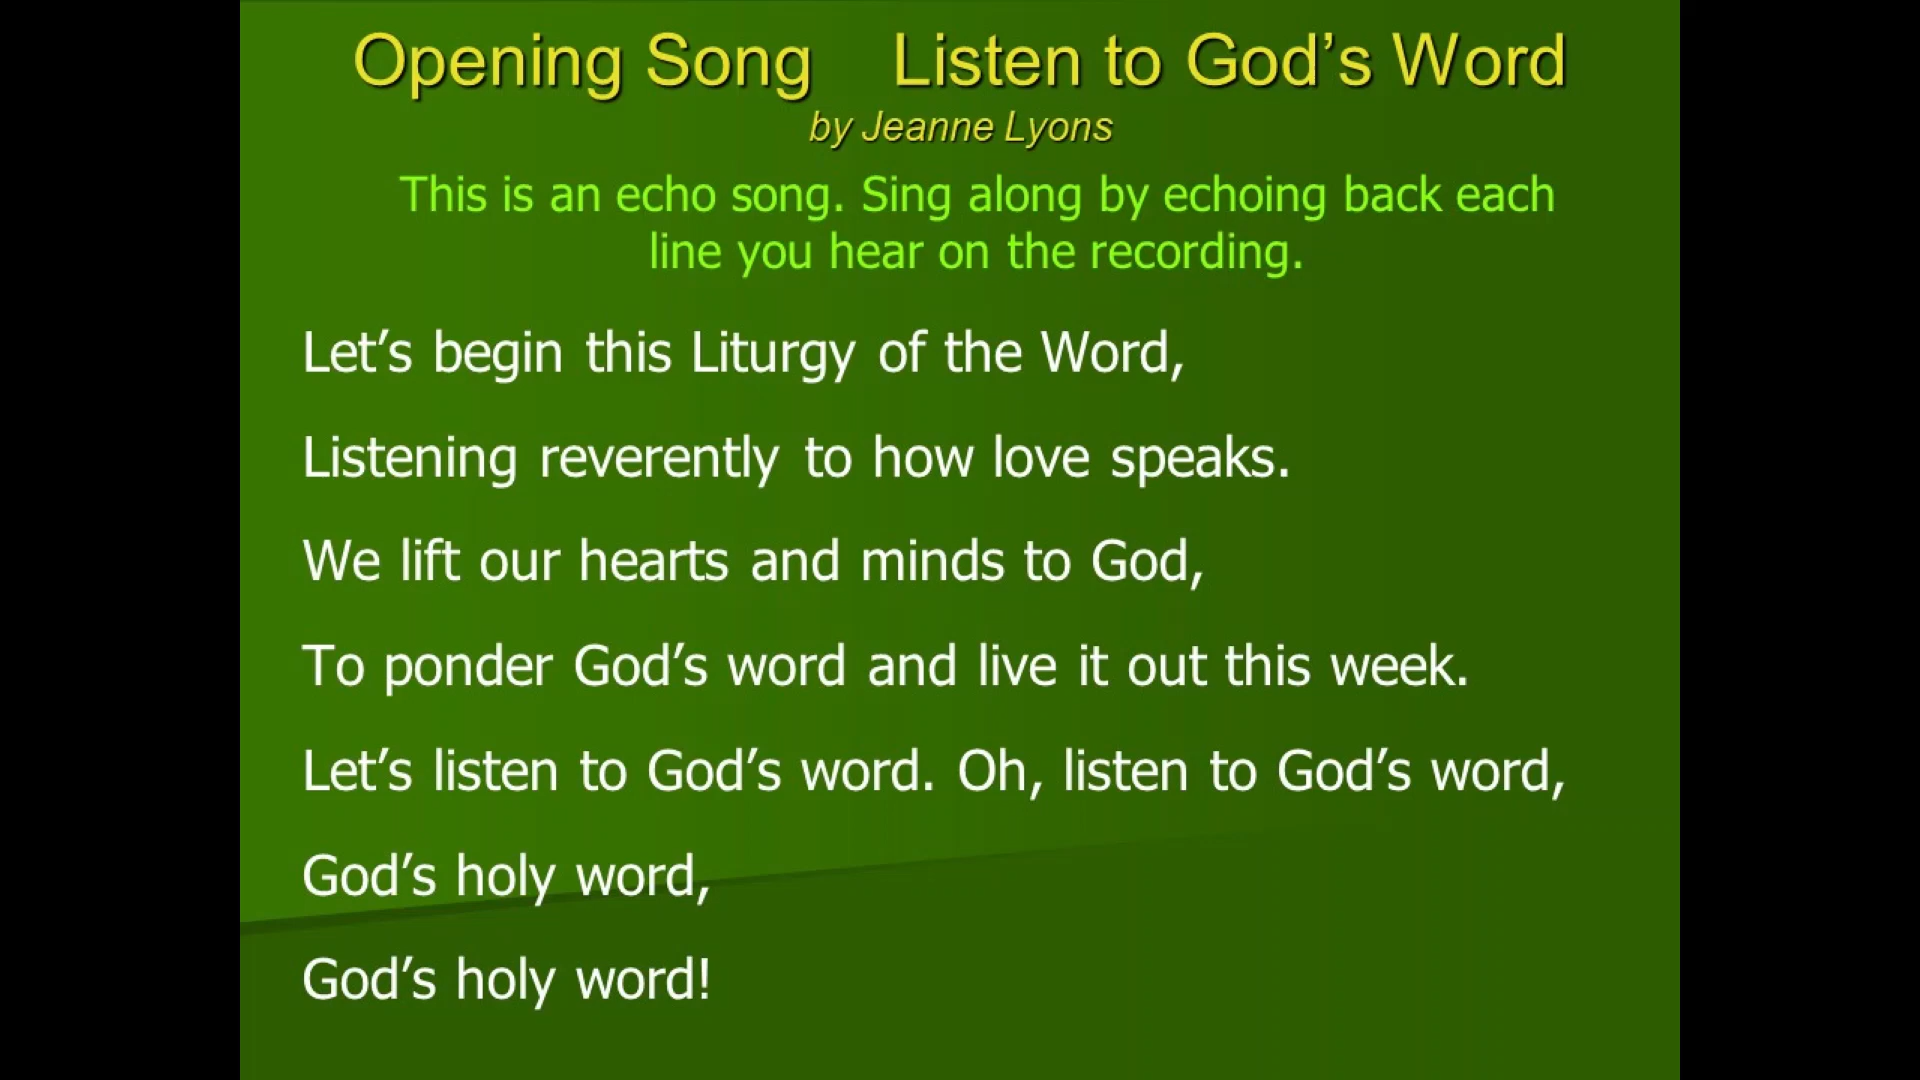 Opening Song Listen to God’s Word
by Jeanne Lyons
This is an echo song. Sing along by echoing back each
line you hear on the recording.
Let’s begin this Liturgy of the Word,
Listening reverently to how love speaks.
We lift our hearts and minds to God,
To ponder God’s word and live it out this week.
Let’s listen to God’s word. Oh, listen to God’s word,
God’s holy word,
God’s holy word!